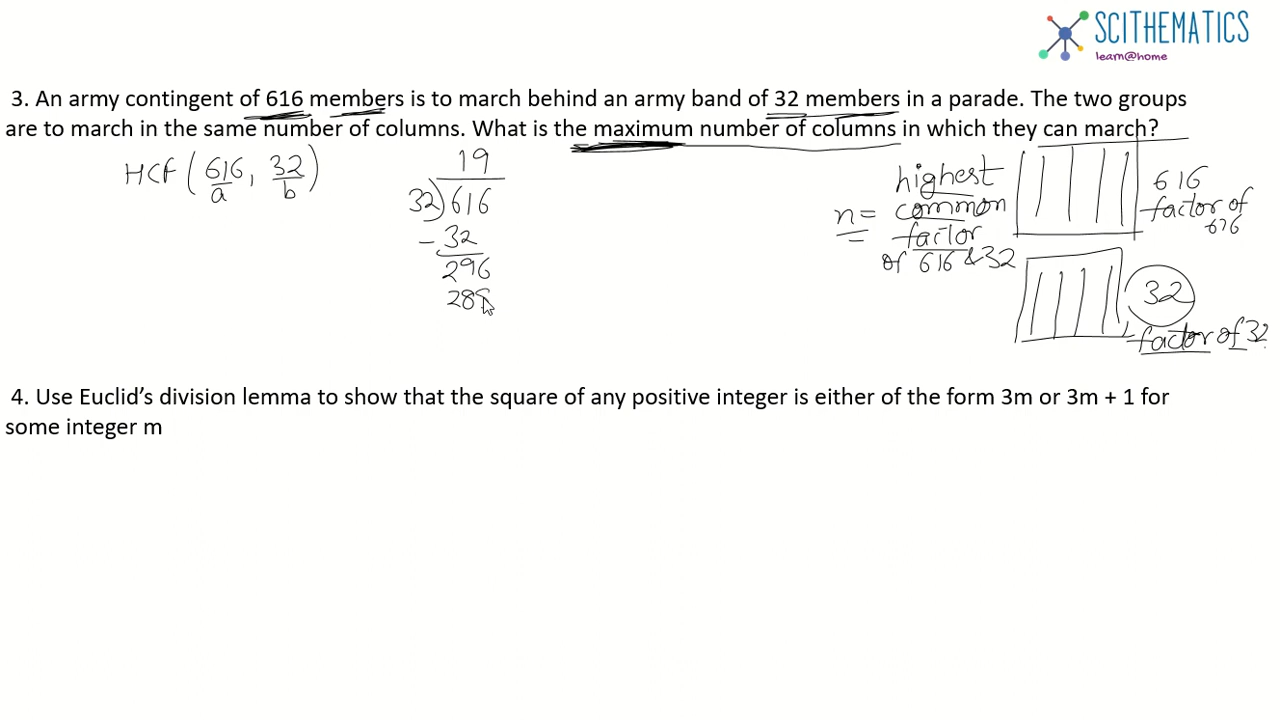 SCITHEMATICS
learn@home
3. An army contingent of 616 members is to march behind an army band of 32 members in a parade. The two groups
are to march in the same number of columns. What is the maximum number of columns in which they can march?
HCF (616, 32)
a b
19
32)616
-32
296
288
n= highest
common
factor
of 616 & 32
616
factor of
616
32
factor of 32
4. Use Euclid's division lemma to show that the square of any positive integer is either of the form 3m or 3m + 1 for
some integer m